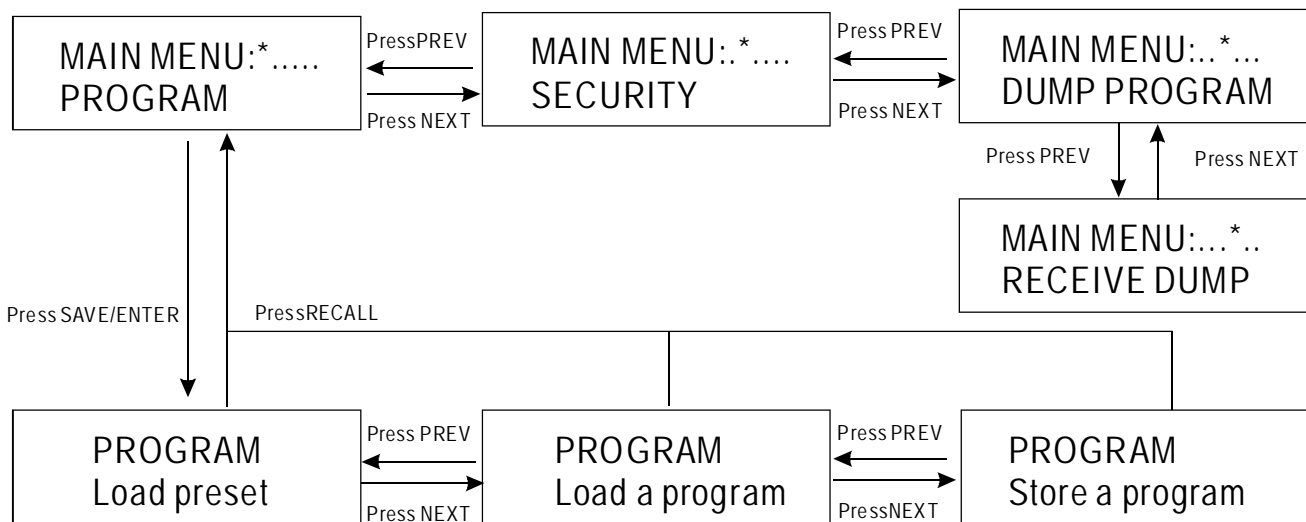 MAIN MENU:*.....
PROGRAM
PressPREV
Press NEXT
MAIN MENU:.*....
SECURITY
Press PREV
Press NEXT
MAIN MENU:..*...
DUMP PROGRAM
Press PREV
Press NEXT
MAIN MENU:...*..
RECEIVE DUMP
Press SAVE/ENTER
PressRECALL
PROGRAM
Load preset
Press PREV
Press NEXT
PROGRAM
Load a program
Press PREV
PressNEXT
PROGRAM
Store a program